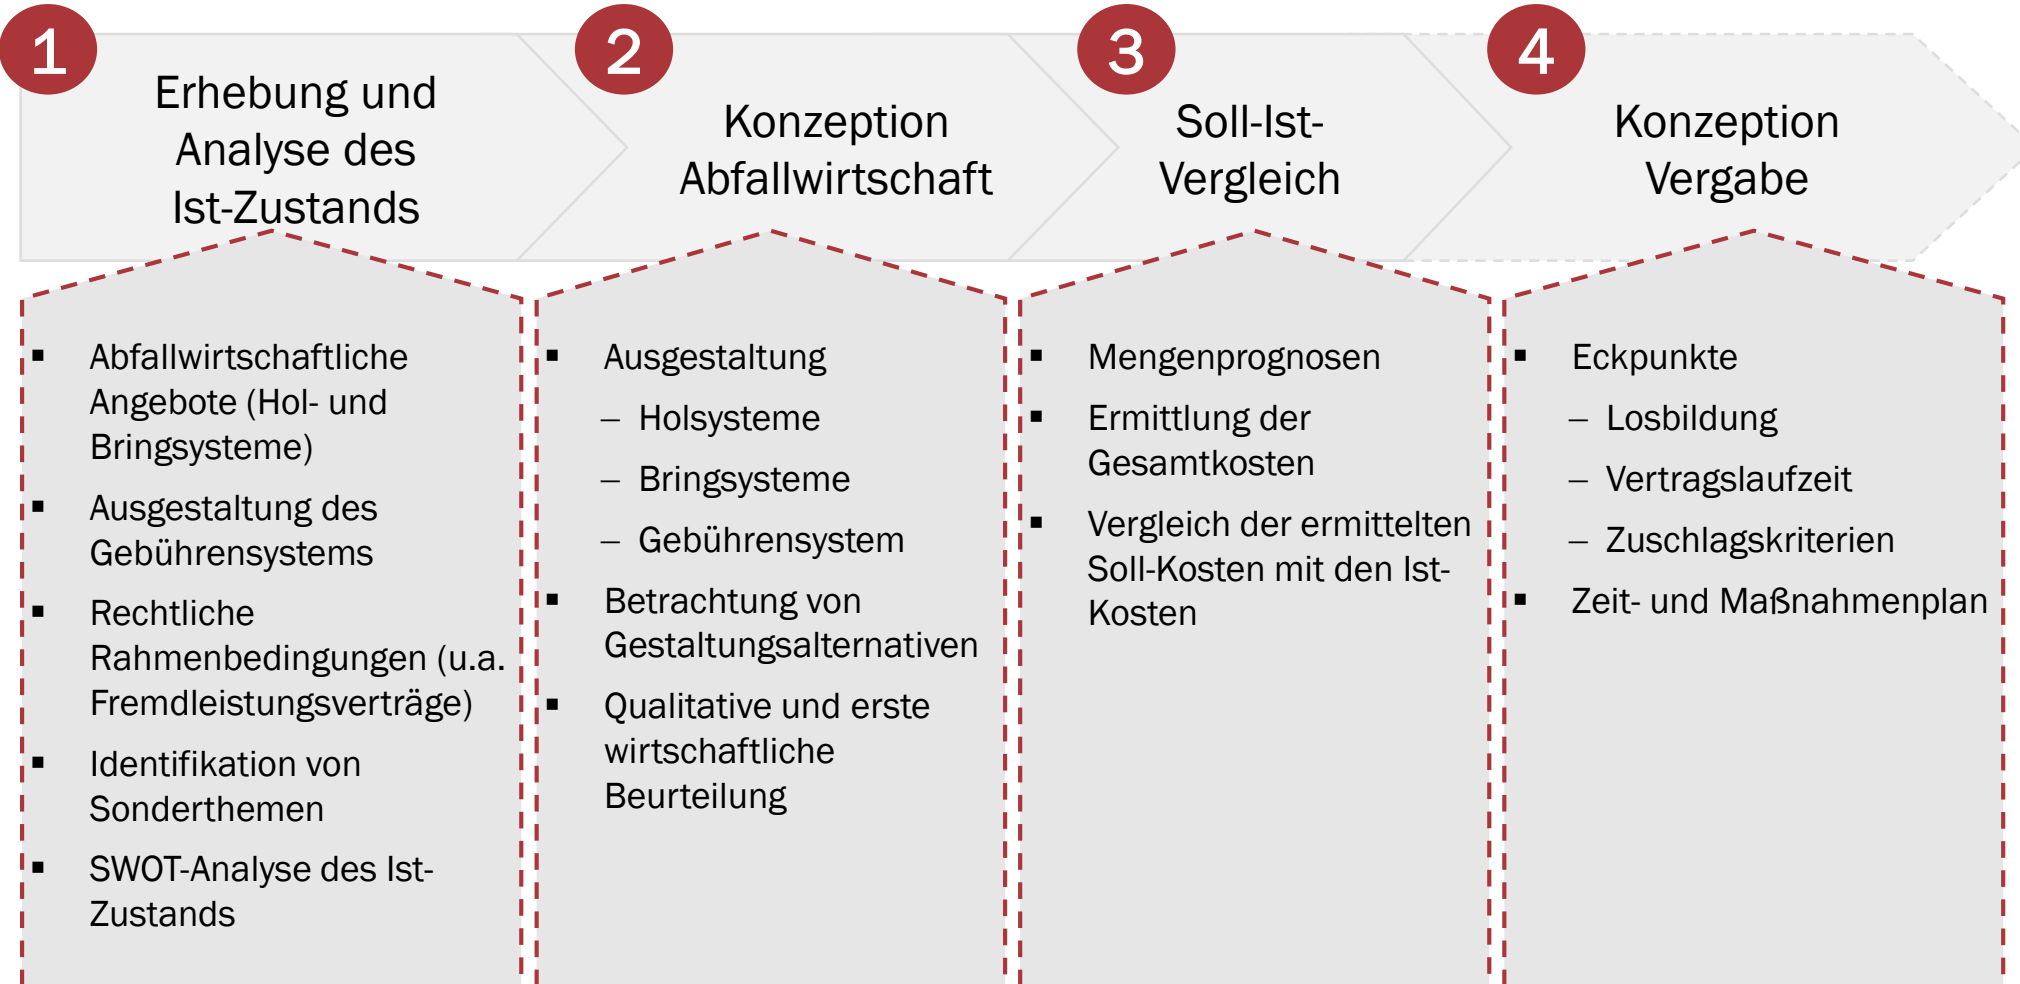 1
Erhebung und
Analyse des
Ist-Zustands
2
Konzeption
Abfallwirtschaft
3
Soll-Ist-
Vergleich
4
Konzeption
Vergabe
▪ Abfallwirtschaftliche
Angebote (Hol- und
Bringsysteme)
▪ Ausgestaltung des
Gebührensystems
▪ Rechtliche
Rahmenbedingungen (u.a.
Fremdleistungsverträge)
▪ Identifikation von
Sonderthemen
▪ SWOT-Analyse des Ist-
Zustands
▪ Ausgestaltung
– Holsysteme
– Bringsysteme
– Gebührensystem
▪ Betrachtung von
Gestaltungsalternativen
▪ Qualitative und erste
wirtschaftliche
Beurteilung
▪ Mengenprognosen
▪ Ermittlung der
Gesamtkosten
▪ Vergleich der ermittelten
Soll-Kosten mit den Ist-
Kosten
▪ Eckpunkte
– Losbildung
– Vertragslaufzeit
– Zuschlagskriterien
▪ Zeit- und Maßnahmenplan